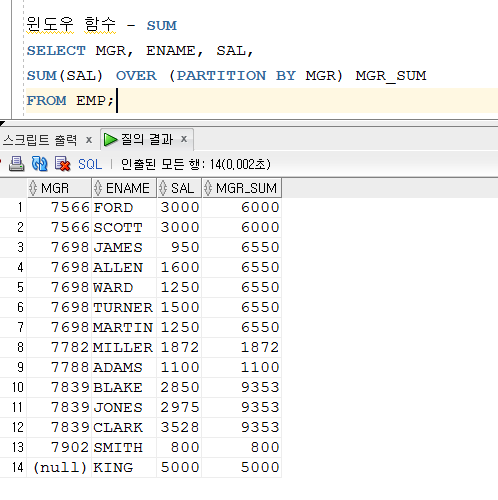 윈도우 함수 - SUM
SELECT MGR, ENAME, SAL,
SUM(SAL) OVER (PARTITION BY MGR) MGR_SUM
FROM EMP;
스크립트 출력 × 질의 결과 ×
SQL | 인출된 모든 행: 14(0,002초)
MGR ENAME SAL MGR_SUM
1 7566 FORD 3000 6000
2 7566 SCOTT 3000 6000
3 7698 JAMES 950 6550
4 7698 ALLEN 1600 6550
5 7698 WARD 1250 6550
6 7698 TURNER 1500 6550
7 7698 MARTIN 1250 6550
8 7782 MILLER 1872 1872
9 7788 ADAMS 1100 1100
10 7839 BLAKE 2850 9353
11 7839 JONES 2975 9353
12 7839 CLARK 3528 9353
13 7902 SMITH 800 800
14 (null) KING 5000 5000